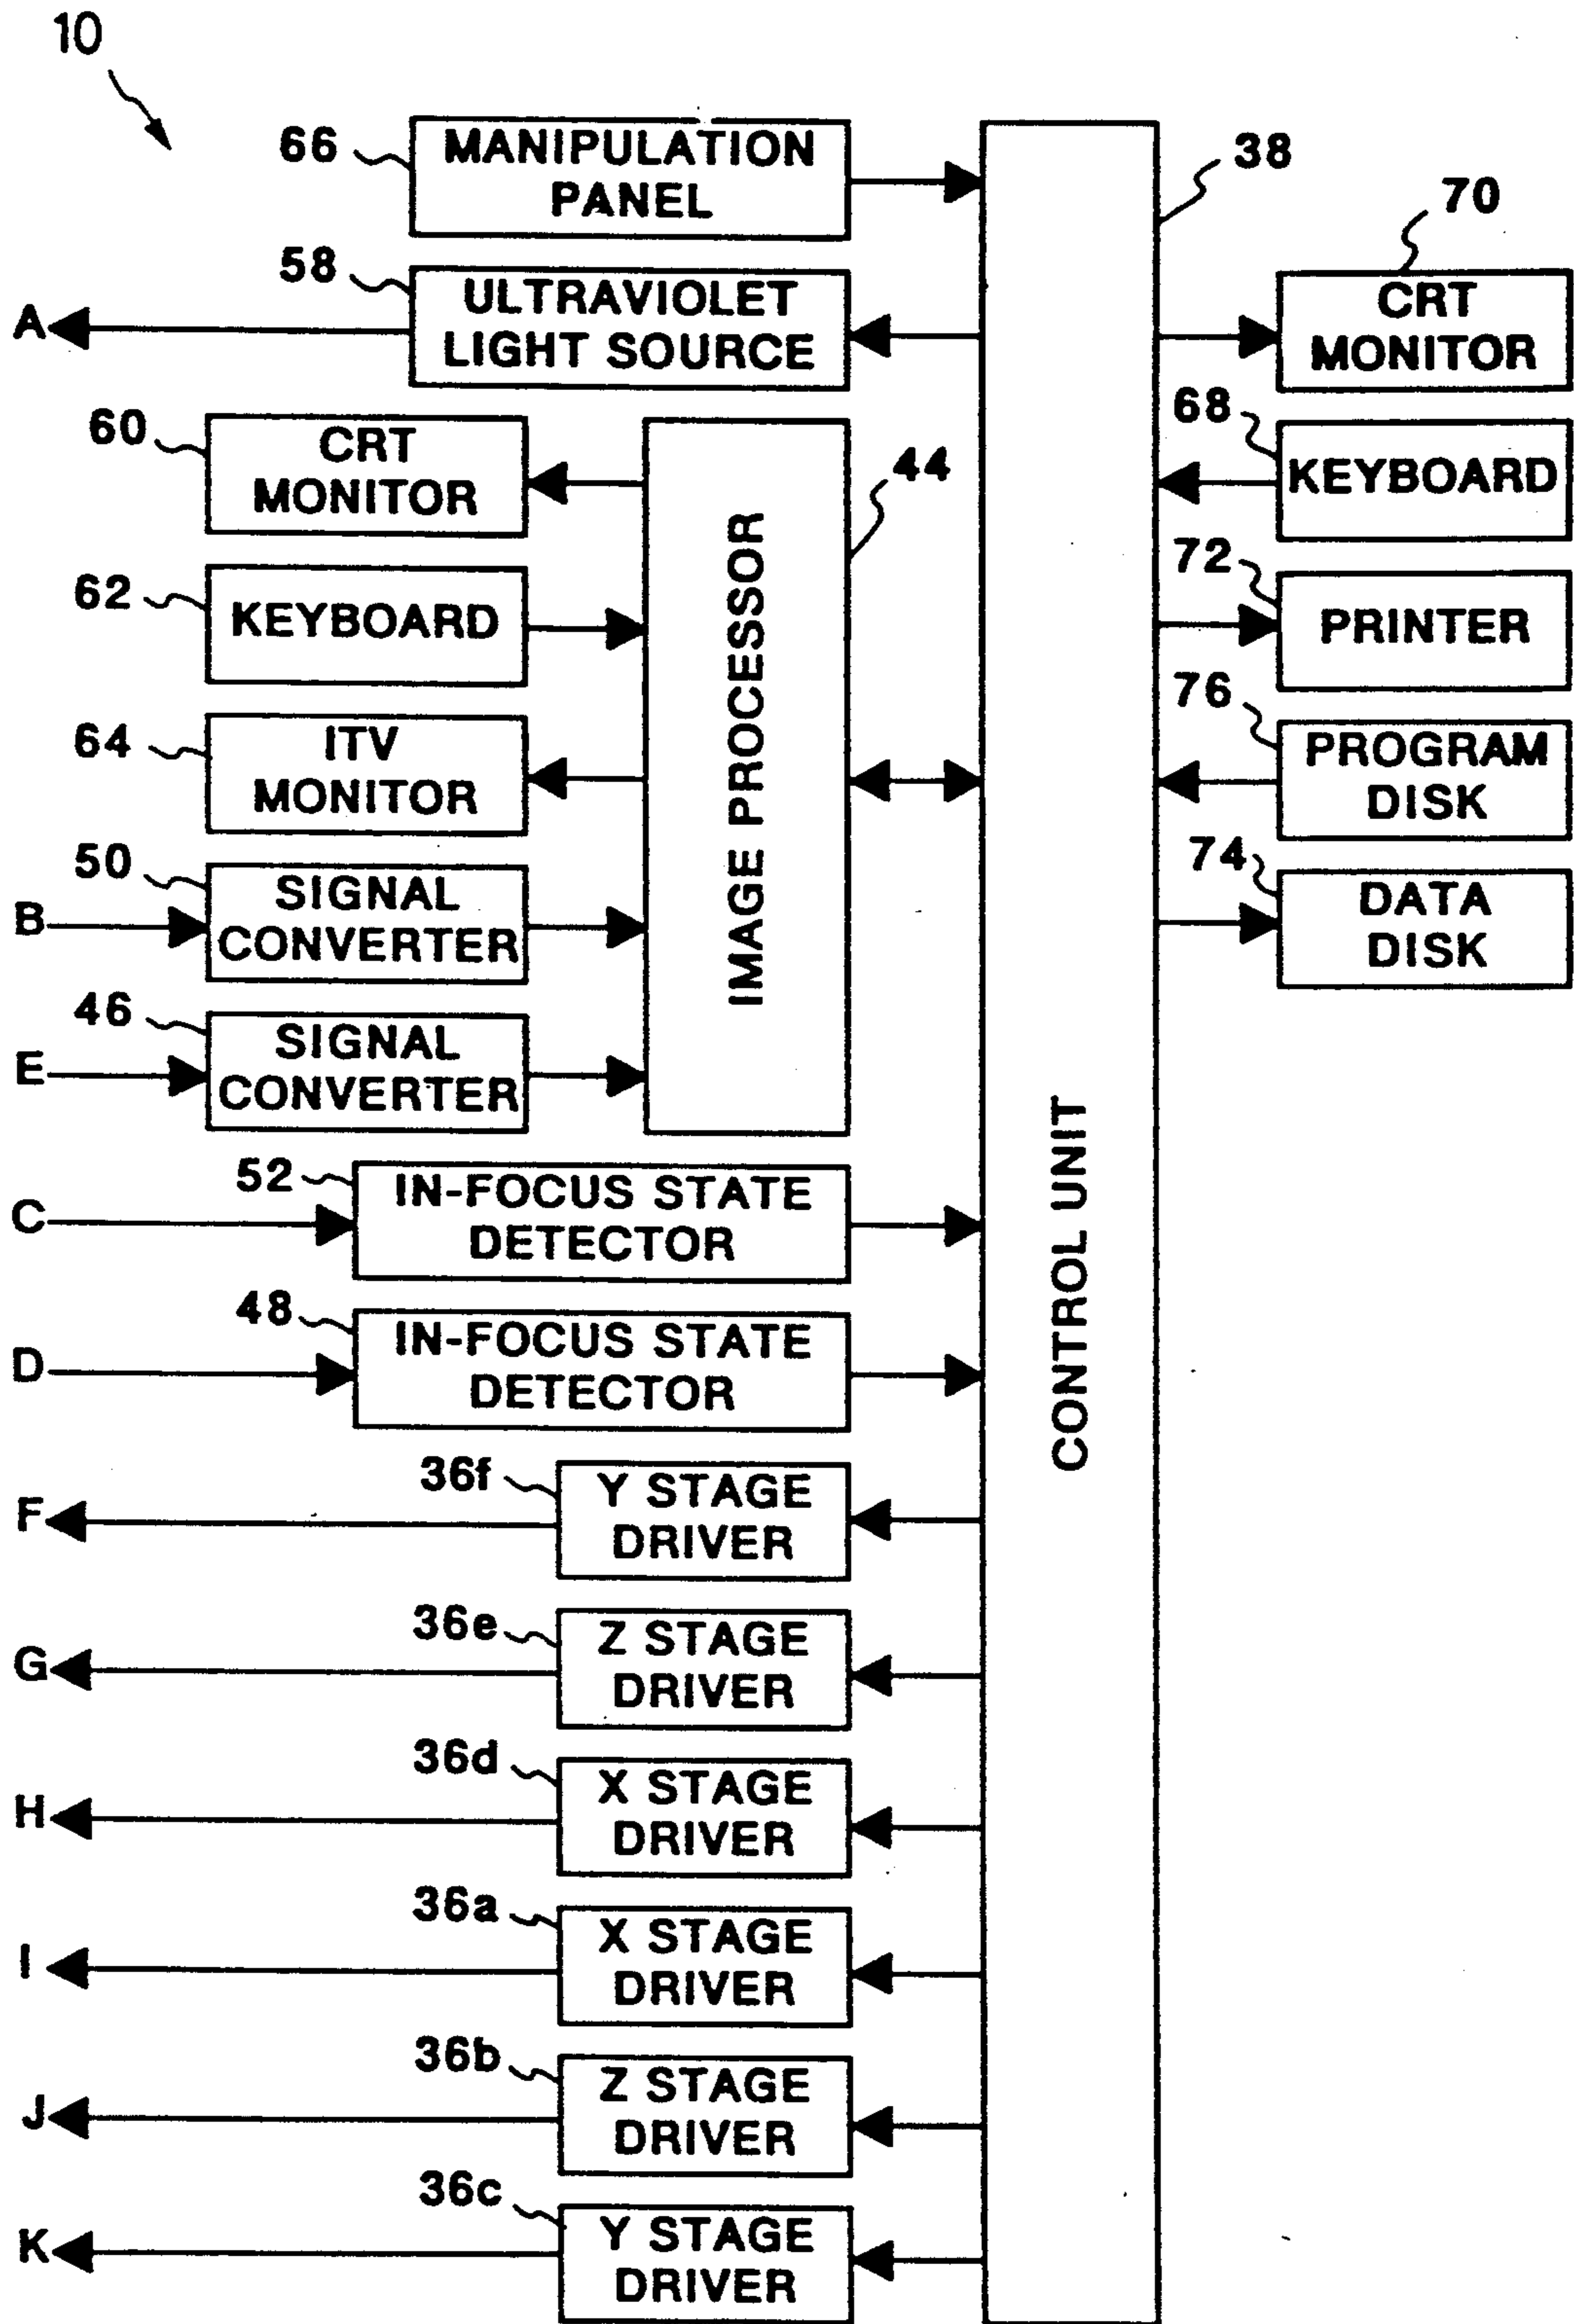 10
66
MANIPULATION
PANEL
38
70
58
ULTRAVIOLET
LIGHT SOURCE
A
CRT
MONITOR
60
CRT
MONITOR
44
68
KEYBOARD
62
KEYBOARD
72
PRINTER
64
ITV
MONITOR
IMAGE PROCESSOR
76
PROGRAM
DISK
50
SIGNAL
CONVERTER
B
74
DATA
DISK
46
SIGNAL
CONVERTER
E
CONTROL UNIT
52
IN-FOCUS STATE
DETECTOR
C
48
IN-FOCUS STATE
DETECTOR
D
36f
Y STAGE
DRIVER
F
36e
Z STAGE
DRIVER
G
36d
X STAGE
DRIVER
H
36a
X STAGE
DRIVER
I
36b
Z STAGE
DRIVER
J
36c
Y STAGE
DRIVER
K